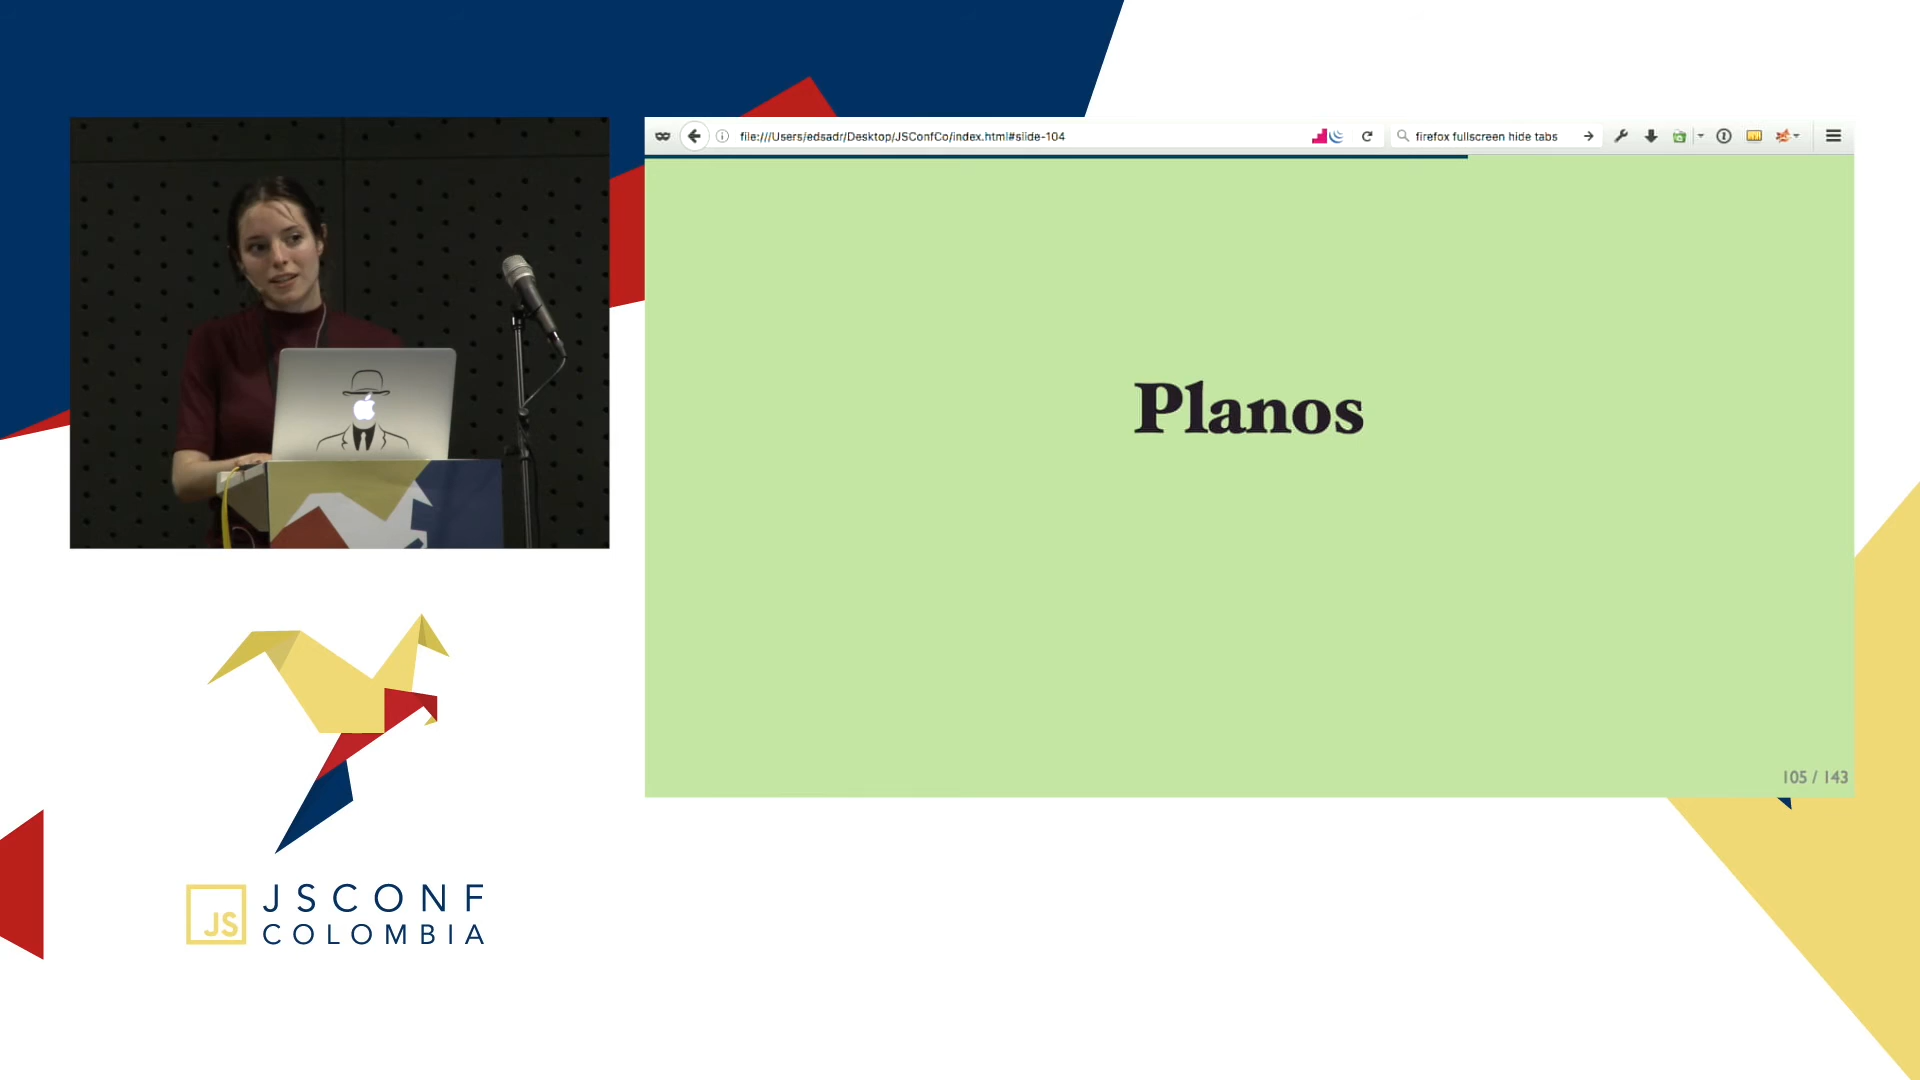 file:///Users/edsadr/Desktop/JSConfCo/index.html#slide-104
firefox fullscreen hide tabs
Planos
105 / 143
JS
JSCONF
COLOMBIA